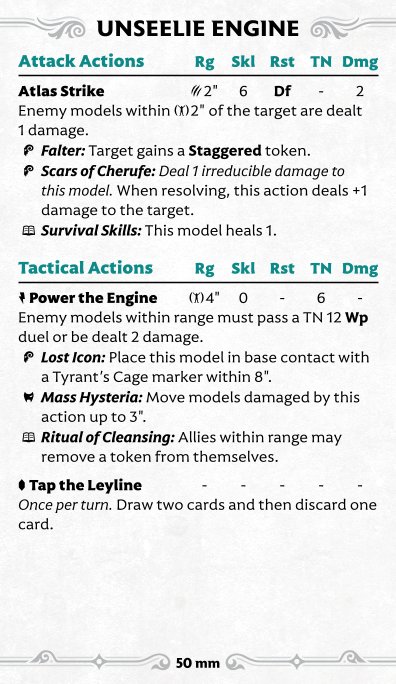 UNSEELIE ENGINE
Attack Actions Rg Skl Rst TN Dmg
Atlas Strike 2" 6 Df - 2
Enemy models within 2" of the target are dealt
1 damage.
Falter: Target gains a Staggered token.
Scars of Cherufe: Deal 1 irreducible damage to
this model. When resolving, this action deals +1
damage to the target.
Survival Skills: This model heals 1.
Tactical Actions Rg Skl Rst TN Dmg
Power the Engine 4" 0 - 6 -
Enemy models within range must pass a TN 12 Wp
duel or be dealt 2 damage.
Lost Icon: Place this model in base contact with
a Tyrant's Cage marker within 8".
Mass Hysteria: Move models damaged by this
action up to 3".
Ritual of Cleansing: Allies within range may
remove a token from themselves.
Tap the Leyline - - - - -
Once per turn. Draw two cards and then discard one
card.
50 mm